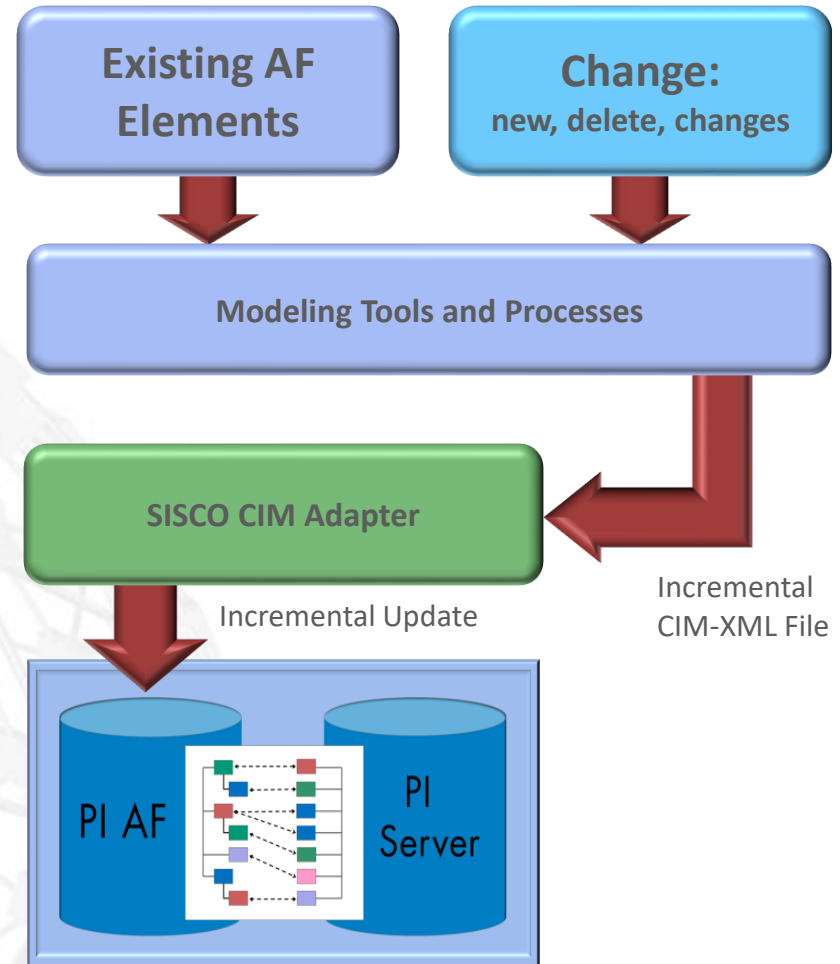 Existing AF
Elements
Change:
new, delete, changes
Modeling Tools and Processes
SISCO CIM Adapter
Incremental
CIM-XML File
Incremental Update
PI AF
PI
Server